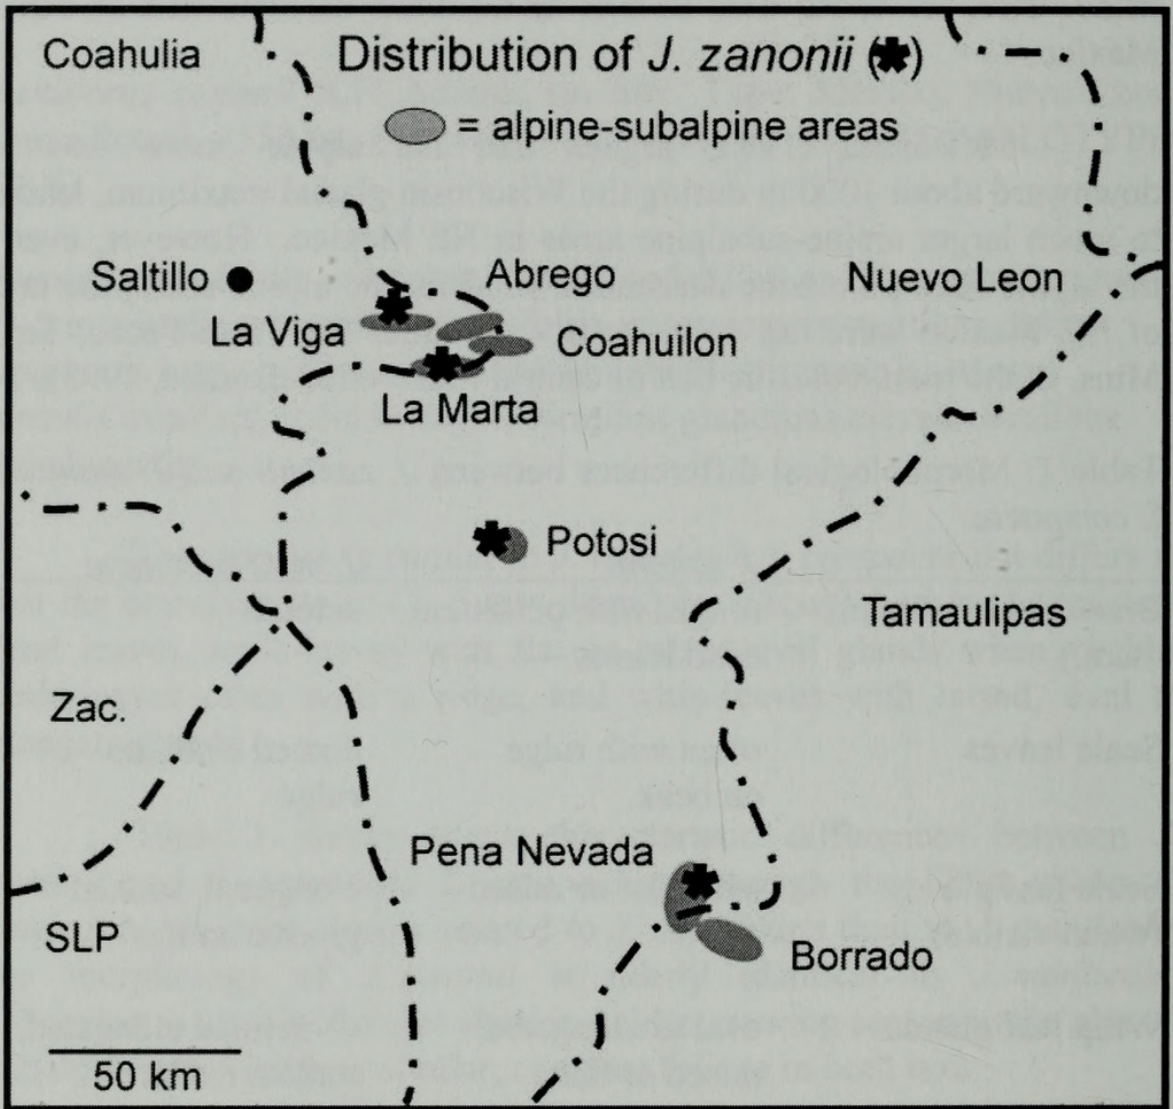 Coahulia
Distribution of J. zanonii (*)
= alpine-subalpine areas
Saltillo
Abrego
Nuevo Leon
La Viga
Coahuilon
La Marta
Potosi
Tamaulipas
Zac.
Pena Nevada
SLP
Borrado
50 km